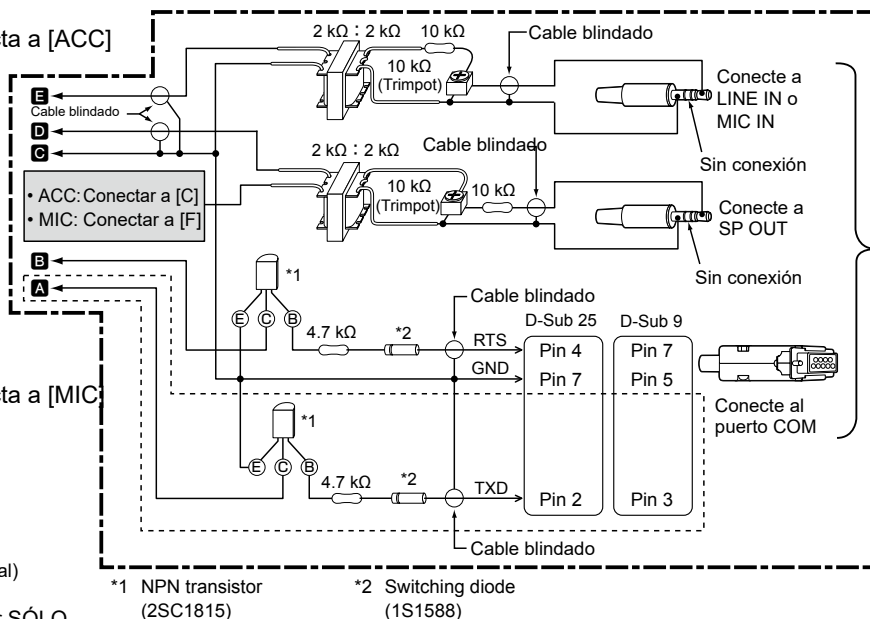 ta a [ACC]
2 kΩ : 2 kΩ
10 kΩ
Cable blindado
10 kΩ
(Trimpot)
Conecte a
LINE IN o
MIC IN
Sin conexión
E
Cable blindado
D
C
2 kΩ : 2 kΩ
Cable blindado
10 kΩ
(Trimpot)
10 kΩ
Conecte a
SP OUT
Sin conexión
• ACC: Conectar a [C]
• MIC: Conectar a [F]
B
A
*1
E
C
B
4.7 kΩ
*2
Cable blindado
RTS
GND
D-Sub 25
D-Sub 9
Pin 4
Pin 7
Pin 7
Pin 5
Conecte al
puerto COM
ta a [MIC]
*1
E
C
B
4.7 kΩ
*2
TXD
Pin 2
Pin 3
Cable blindado
al)
SÓLO
*1 NPN transistor
(2SC1815)
*2 Switching diode
(1S1588)